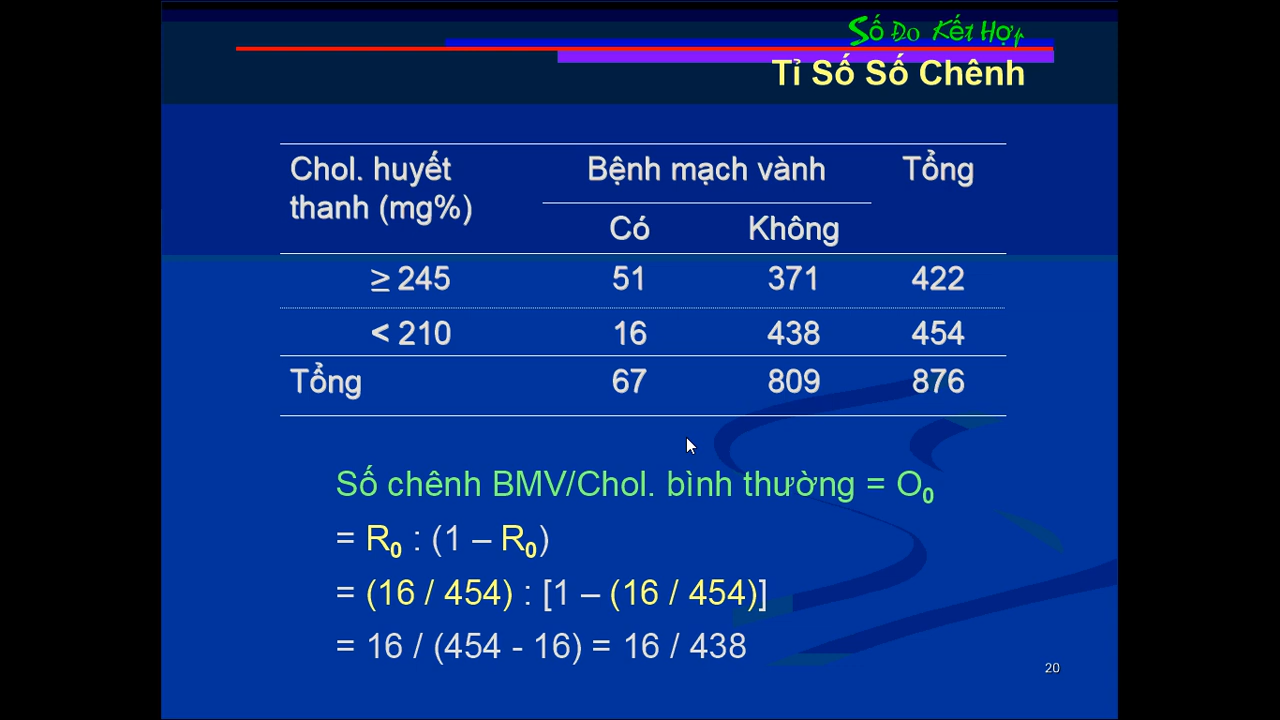 Số Đo Kết Hợp
Tỉ Số Số Chênh
Chol. huyết thanh (mg%) Bệnh mạch vành Tổng
Có Không
≥ 245 51 371 422
< 210 16 438 454
Tổng 67 809 876
Số chênh BMV/Chol. bình thường = O₀
= R₀ : (1 – R₀)
= (16 / 454) : [1 – (16 / 454)]
= 16 / (454 - 16) = 16 / 438
20